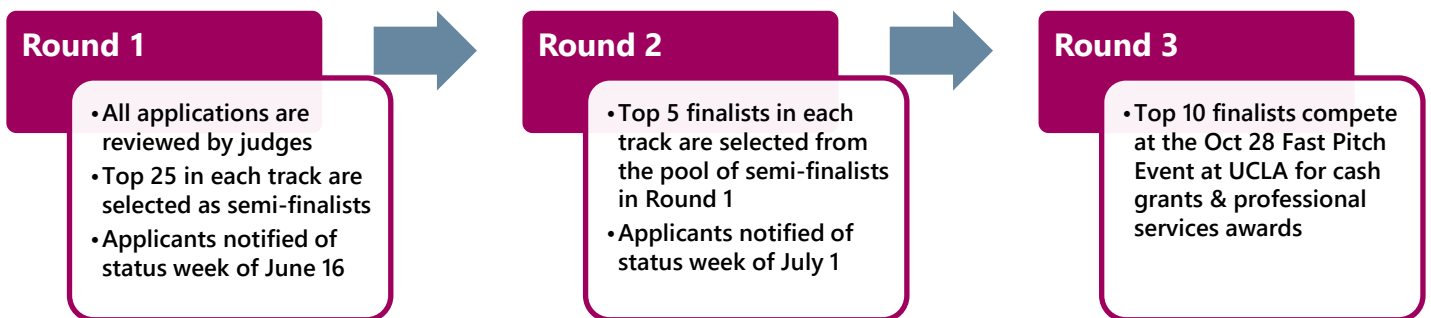 Round 1
•All applications are
reviewed by judges
•Top 25 in each track are
selected as semi-finalists
•Applicants notified of
status week of June 16
Round 2
•Top 5 finalists in each
track are selected from
the pool of semi-finalists
in Round 1
•Applicants notified of
status week of July 1
Round 3
•Top 10 finalists compete
at the Oct 28 Fast Pitch
Event at UCLA for cash
grants & professional
services awards